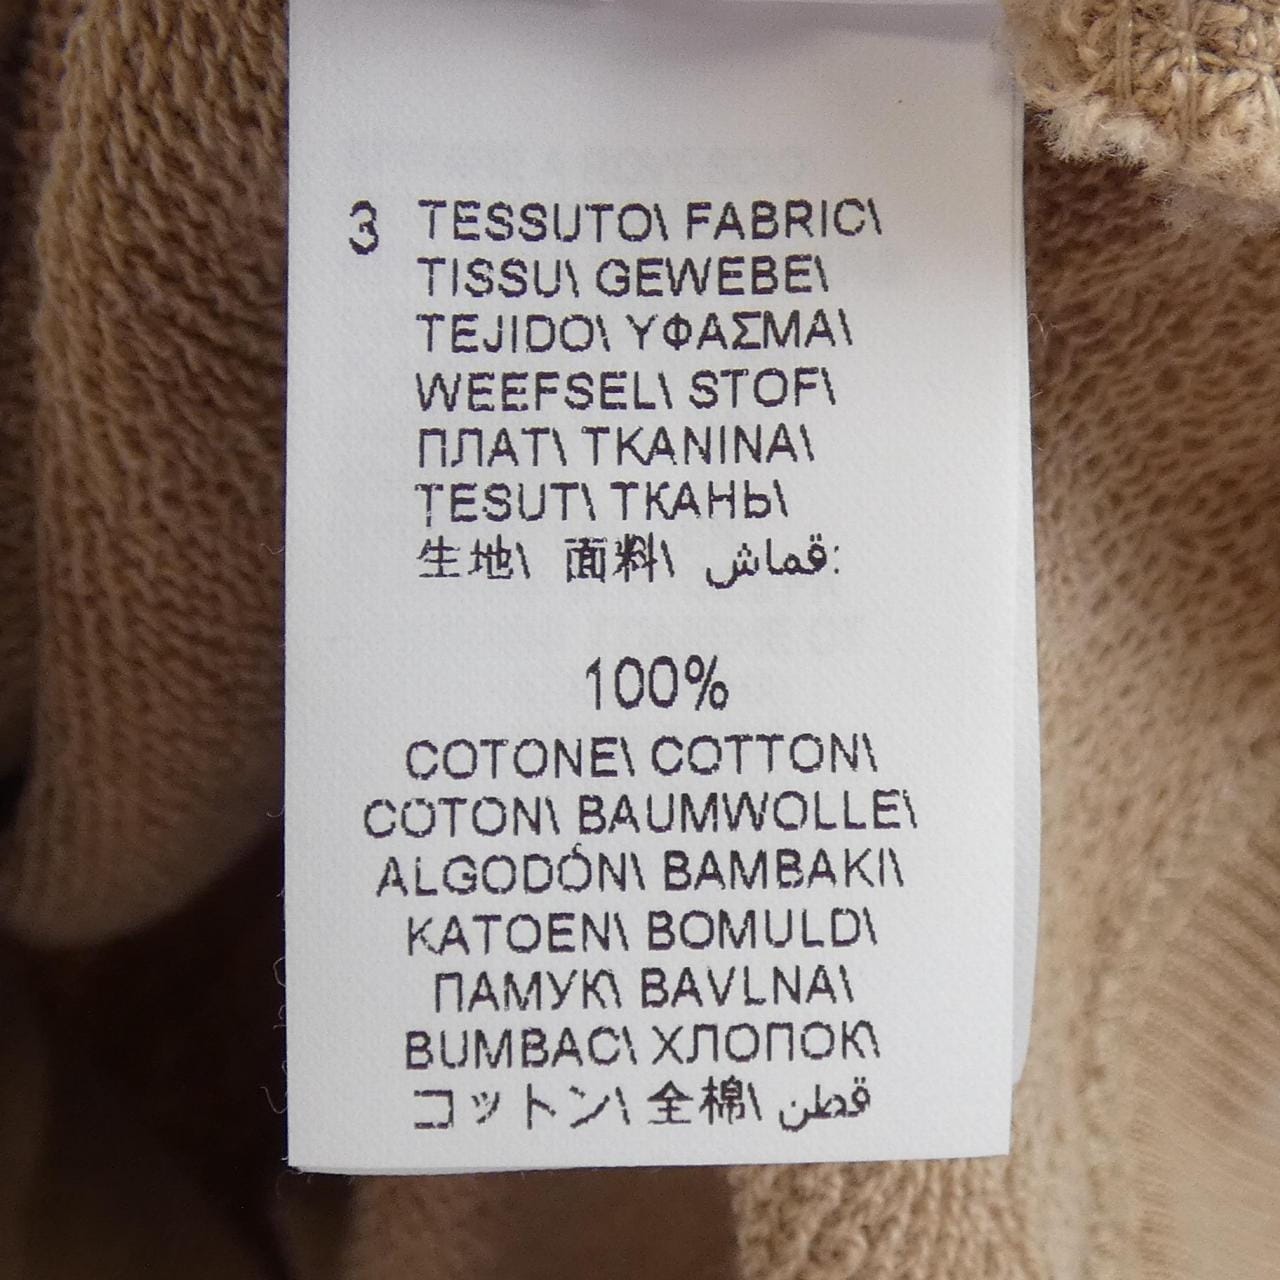 3 TESSUTO\ FABRIC\
TISSU\ GEWEBE\
TEJIDO\ ΥΦΑΣΜΑ\
WEEFSEL\ STOF\
ПЛАТ\ TKANINA\
TESUT\ ТКАНЬ\
生地\ 面料\ قماش:
100%
COTONE\ COTTON\
COTON\ BAUMWOLLE\
ALGODÓN\ BAMBAKI\
KATOEN\ BOMULD\
ПАМУК\ BAVLNA\
BUMBAC\ ХЛОПОК\
コットン\ 全棉\ قطن